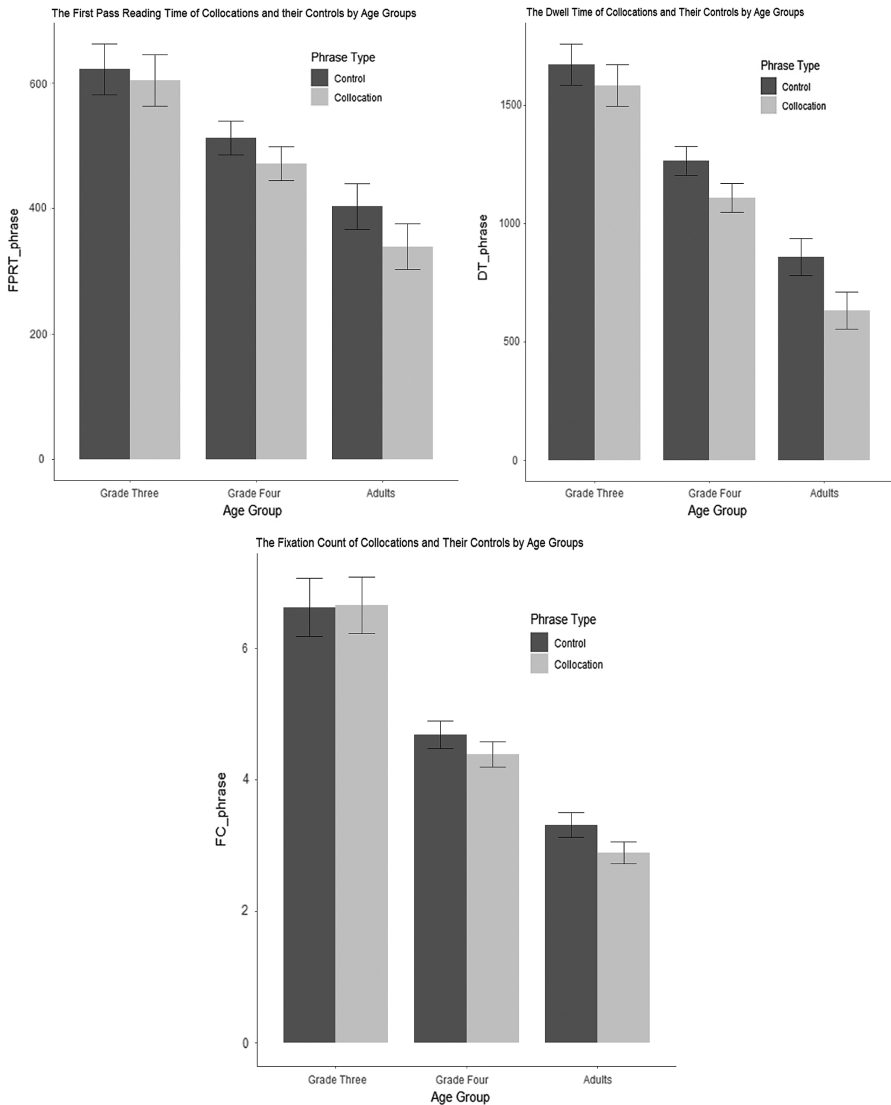 The First Pass Reading Time of Collocations and their Controls by Age Groups
Phrase Type
Control
Collocation
600
400
200
0
FPRT_phrase
Grade Three
Grade Four
Adults
Age Group
The Dwell Time of Collocations and Their Controls by Age Groups
Phrase Type
Control
Collocation
1500
1000
500
0
DT_phrase
Grade Three
Grade Four
Adults
Age Group
The Fixation Count of Collocations and Their Controls by Age Groups
Phrase Type
Control
Collocation
6
4
2
0
FC_phrase
Grade Three
Grade Four
Adults
Age Group